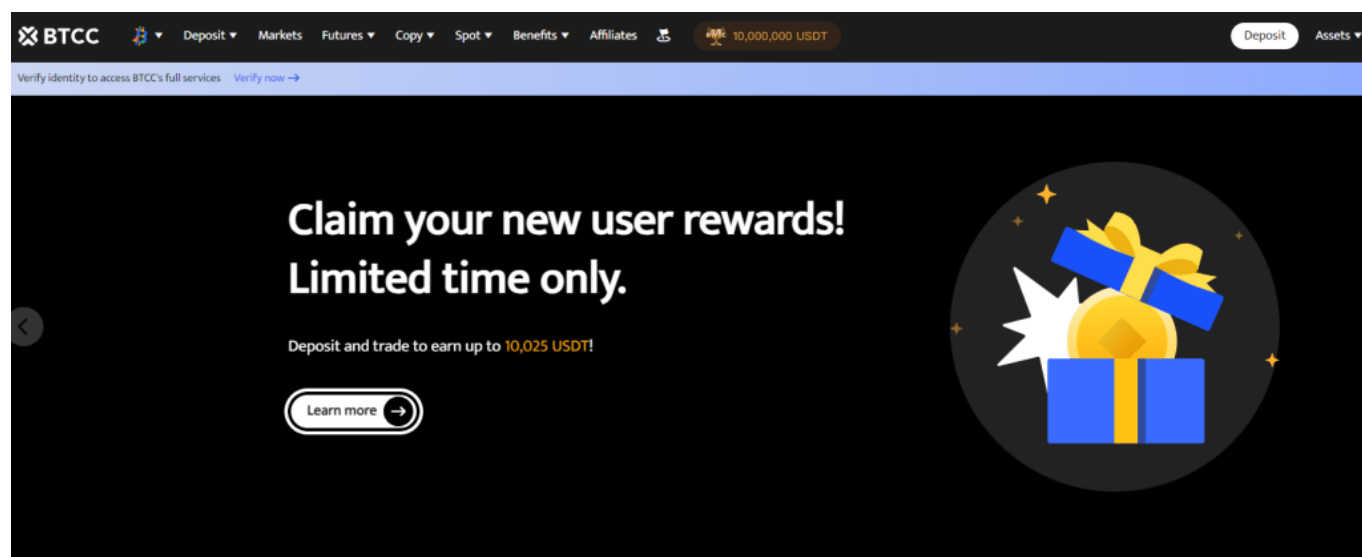 BTCC Deposit Markets Futures Copy Spot Benefits Affiliates 10,000,000 USDT Deposit Assets
Verify identity to access BTCC's full services Verify now →
Claim your new user rewards!
Limited time only.
Deposit and trade to earn up to 10,025 USDT!
Learn more →